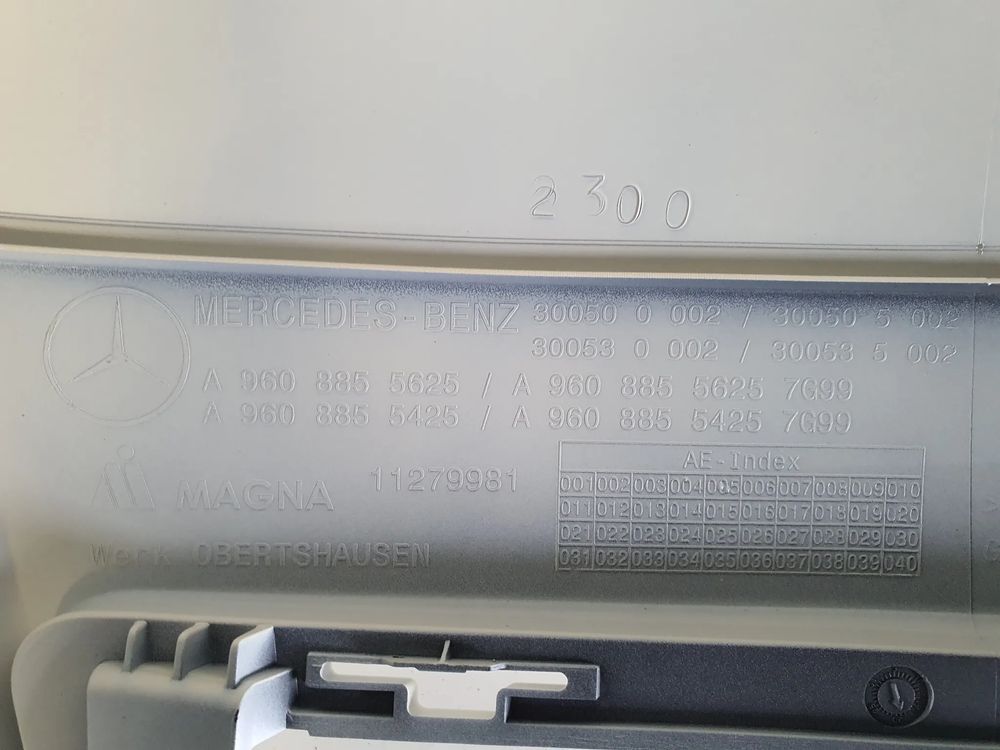 2300
MERCEDES-BENZ 30050 0 002 / 30050 5 002
30053 0 002 / 30053 5 002
A 960 885 5625 / A 960 885 5625 7G99
A 960 885 5425 / A 960 885 5425 7G99
MAGNA 11279981
Werk OBERTSHAUSEN
AE-Index
001 002 003 004 005 006 007 008 009 010
011 012 013 014 015 016 017 018 019 020
021 022 023 024 025 026 027 028 029 030
031 032 033 034 035 036 037 038 039 040